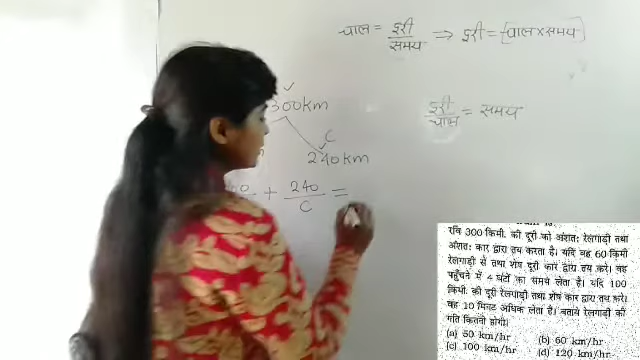 चाल = दूरी/समय ⇒ दूरी = [चाल×समय]
300km
दूरी/चाल = समय
C
240km
+ 240/C =
रवि 300 किमी. की दूरी को अंशतः रेलगाड़ी तथा
अंशतः कार द्वारा तय करता है। यदि वह 60 किमी
रेलगाड़ी से तथा शेष दूरी कार द्वारा तय करे। वह
पहुँचने में 4 घंटों का समय लेता है। यदि 100
किमी. की दूरी रेलगाड़ी तथा शेष कार द्वारा तय करे।
वह 10 मिनट अधिक लेता है। बताये रेलगाड़ी की
गति कितनी होगी।
(a) 50 km/hr (b) 60 km/hr
(c) 100 km/hr (d) 120 km/hr